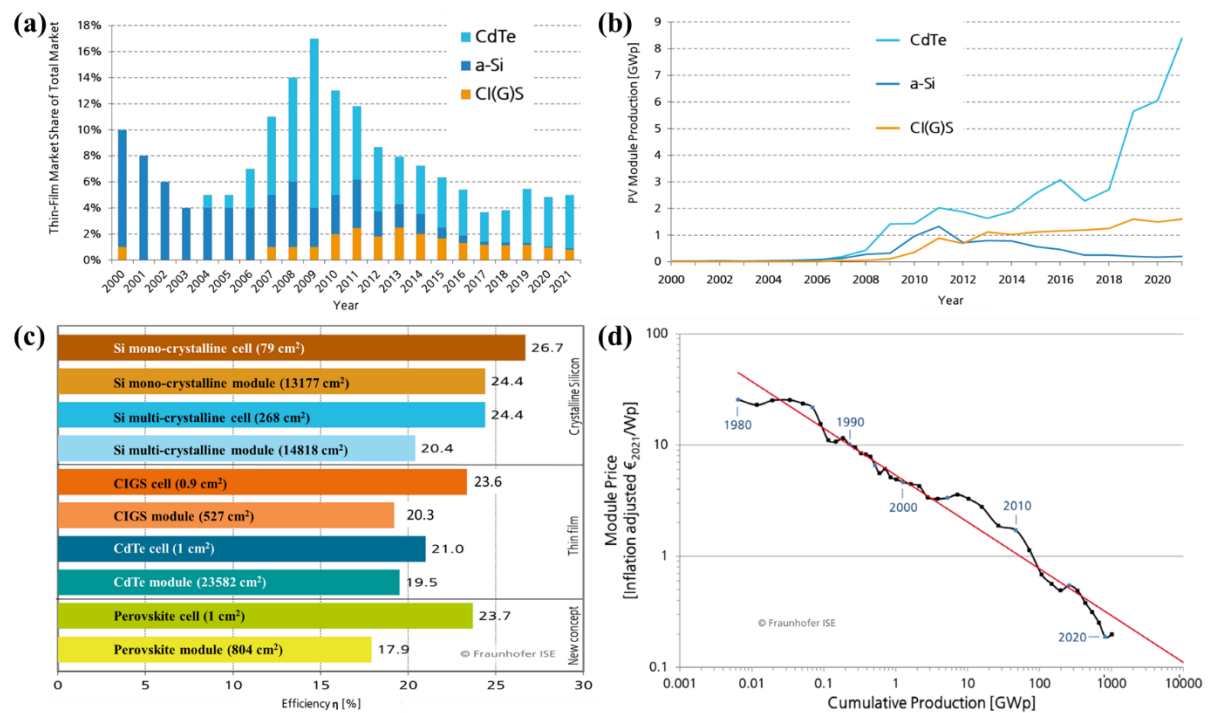 (a)
Thin-Film Market Share of Total Market
18%
16%
14%
12%
10%
8%
6%
4%
2%
0%
CdTe
a-Si
CI(G)S
2000
2001
2002
2003
2004
2005
2006
2007
2008
2009
2010
2011
2012
2013
2014
2015
2016
2017
2018
2019
2020
2021
Year
(b)
PV Module Production [GWp]
9
8
7
6
5
4
3
2
1
0
CdTe
a-Si
CI(G)S
2000 2002 2004 2006 2008 2010 2012 2014 2016 2018 2020
Year
(c)
Si mono-crystalline cell (79 cm²) 26.7
Si mono-crystalline module (13177 cm²) 24.4
Si multi-crystalline cell (268 cm²) 24.4
Si multi-crystalline module (14818 cm²) 20.4
Crystalline Silicon
CIGS cell (0.9 cm²) 23.6
CIGS module (527 cm²) 20.3
CdTe cell (1 cm²) 21.0
CdTe module (23582 cm²) 19.5
Thin film
Perovskite cell (1 cm²) 23.7
Perovskite module (804 cm²) 17.9
New concept
© Fraunhofer ISE
0 5 10 15 20 25 30
Efficiency η [%]
(d)
Module Price
[Inflation adjusted €2021/Wp]
100
10
1
0.1
1980
1990
2000
2010
2020
© Fraunhofer ISE
0.001 0.01 0.1 1 10 100 1000 10000
Cumulative Production [GWp]